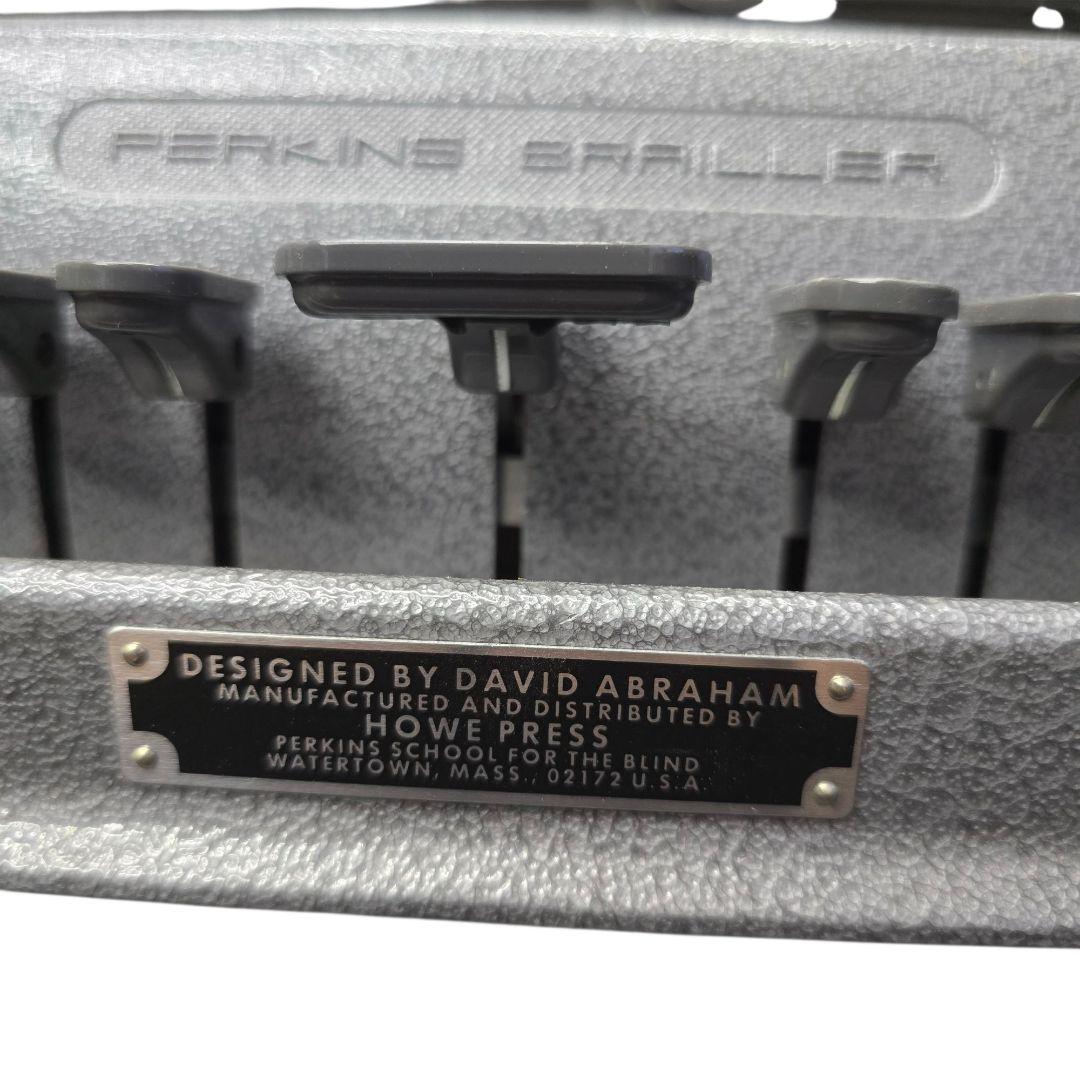 PERKINS BRAILLER
DESIGNED BY DAVID ABRAHAM
MANUFACTURED AND DISTRIBUTED BY
HOWE PRESS
PERKINS SCHOOL FOR THE BLIND
WATERTOWN, MASS., 02172 U.S.A.